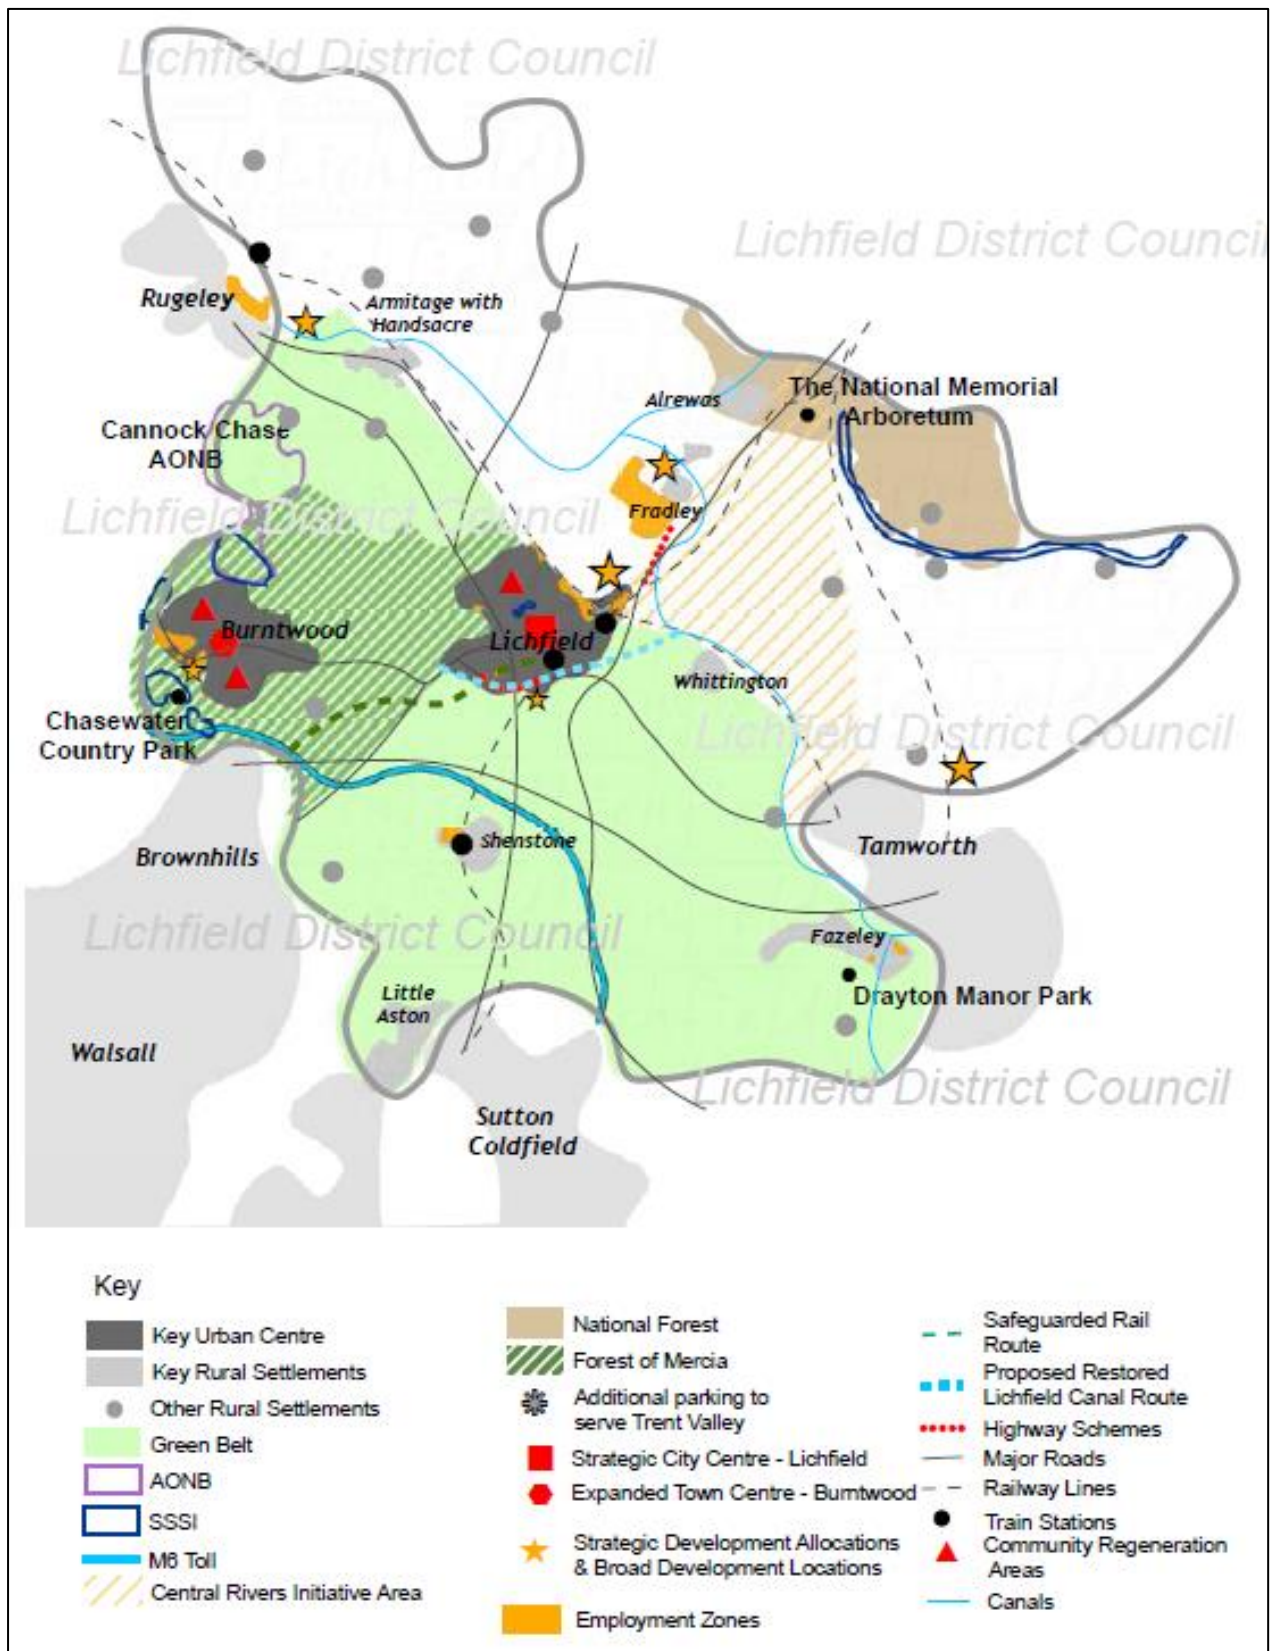 Lichfield District Council
Lichfield District Council
Rugeley
Armitage with
Handsacre
Alrewas
The National Memorial
Arboretum
Cannock Chase
AONB
Lichfield District Council
Fradley
Burntwood
Lichfield
Whittington
Chasewater
Country Park
Lichfield District Council
Shenstone
Tamworth
Brownhills
Lichfield District Council
Fazeley
Drayton Manor Park
Little
Aston
Walsall
Lichfield District Council
Sutton
Coldfield
Key
Key Urban Centre
Key Rural Settlements
Other Rural Settlements
Green Belt
AONB
SSSI
M6 Toll
Central Rivers Initiative Area
National Forest
Forest of Mercia
Additional parking to
serve Trent Valley
Strategic City Centre - Lichfield
Expanded Town Centre - Burntwood
Strategic Development Allocations
& Broad Development Locations
Employment Zones
Safeguarded Rail
Route
Proposed Restored
Lichfield Canal Route
Highway Schemes
Major Roads
Railway Lines
Train Stations
Community Regeneration
Areas
Canals